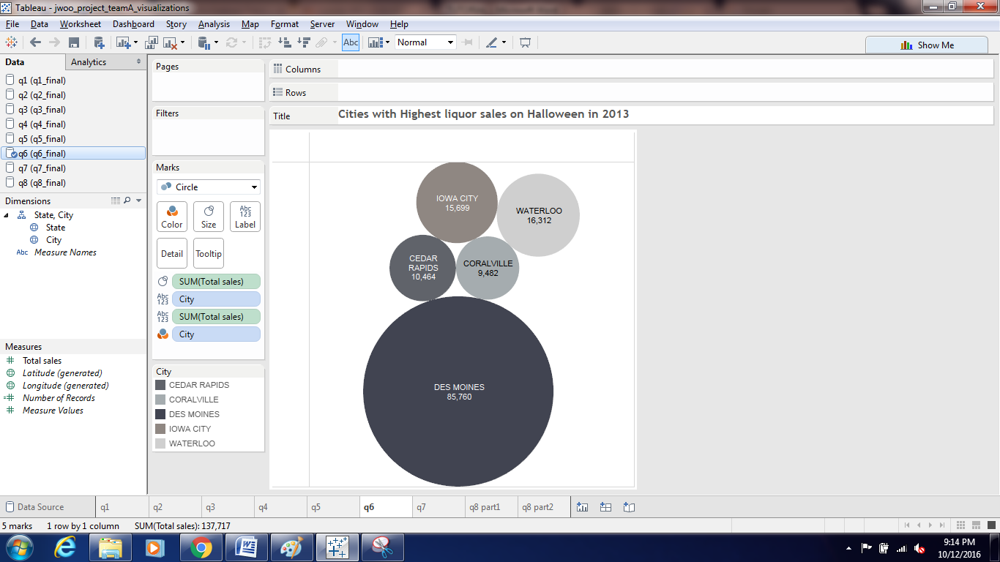 Tableau - jwoo_project_teamA_visualizations
File Data Worksheet Dashboard Story Analysis Map Format Server Window Help
Abc Normal Show Me
Data Analytics
q1 (q1_final)
q2 (q2_final)
q3 (q3_final)
q4 (q4_final)
q5 (q5_final)
q6 (q6_final)
q7 (q7_final)
q8 (q8_final)
Dimensions
State, City
State
City
Abc Measure Names
Measures
Total sales
Latitude (generated)
Longitude (generated)
Number of Records
Measure Values
Pages
Filters
Marks
Circle
Color
Size
Abc
123
Label
Detail
Tooltip
SUM(Total sales)
Abc
123
City
Abc
123
SUM(Total sales)
City
City
CEDAR RAPIDS
CORALVILLE
DES MOINES
IOWA CITY
WATERLOO
Columns
Rows
Title Cities with Highest liquor sales on Halloween in 2013
IOWA CITY
15,699
WATERLOO
16,312
CEDAR
RAPIDS
10,464
CORALVILLE
9,482
DES MOINES
85,760
Data Source q1 q2 q3 q4 q5 q6 q7 q8 part1 q8 part2
5 marks 1 row by 1 column SUM(Total sales): 137,717
9:14 PM
10/12/2016